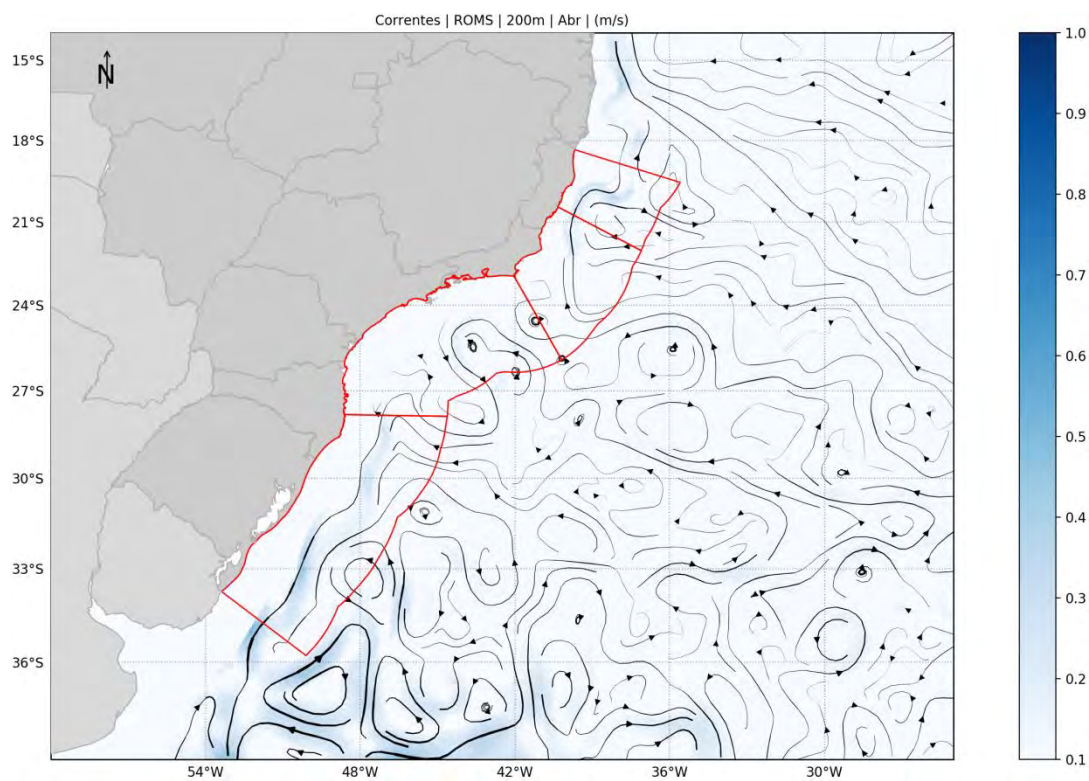 Correntes | ROMS | 200m | Abr | (m/s)
N
15°S
18°S
21°S
24°S
27°S
30°S
33°S
36°S
54°W
48°W
42°W
36°W
30°W
1.0
0.9
0.8
0.7
0.6
0.5
0.4
0.3
0.2
0.1